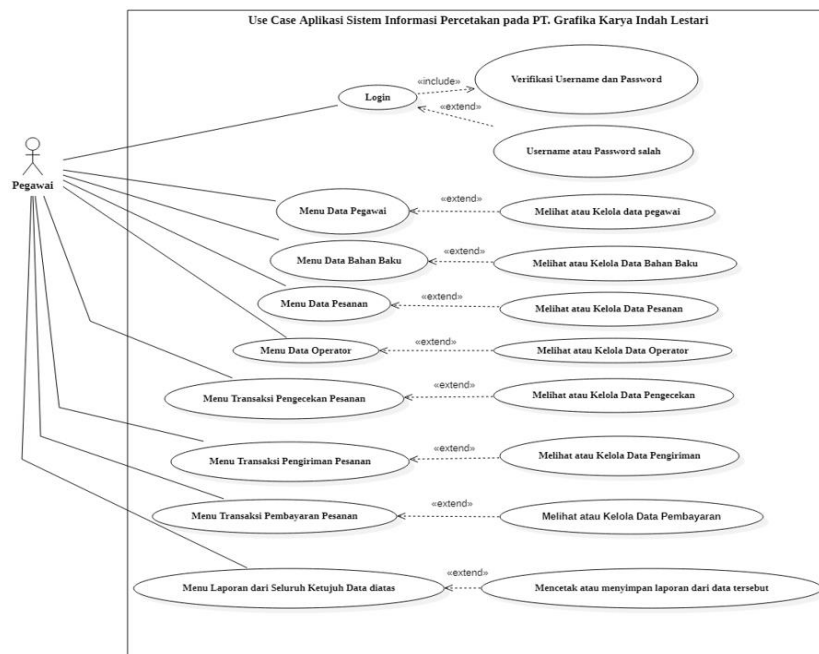 Use Case Aplikasi Sistem Informasi Percetakan pada PT. Grafika Karya Indah Lestari
«include»
Verifikasi Username dan Password
Login
«extend»
Username atau Password salah
Pegawai
Menu Data Pegawai
«extend»
Melihat atau Kelola data pegawai
Menu Data Bahan Baku
«extend»
Melihat atau Kelola Data Bahan Baku
Menu Data Pesanan
«extend»
Melihat atau Kelola Data Pesanan
Menu Data Operator
«extend»
Melihat atau Kelola Data Operator
Menu Transaksi Pengecekan Pesanan
«extend»
Melihat atau Kelola Data Pengecekan
Menu Transaksi Pengiriman Pesanan
«extend»
Melihat atau Kelola Data Pengiriman
Menu Transaksi Pembayaran Pesanan
«extend»
Melihat atau Kelola Data Pembayaran
Menu Laporan dari Seluruh Ketujuh Data diatas
«extend»
Mencetak atau menyimpan laporan dari data tersebut